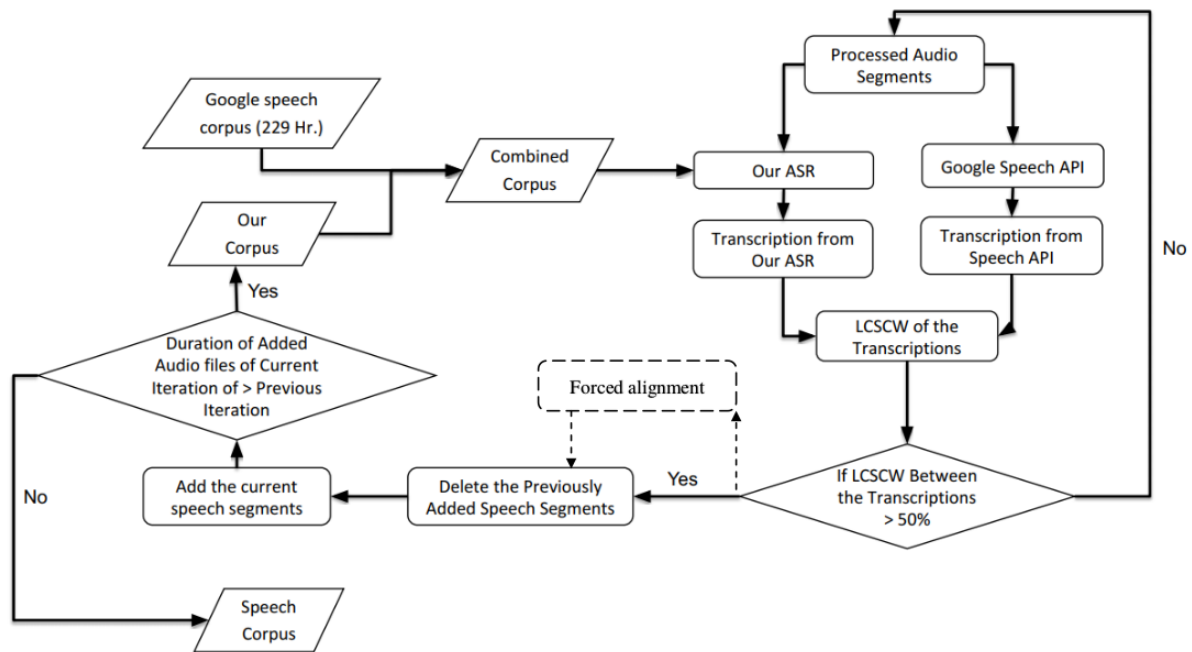 Processed Audio
Segments
Google speech
corpus (229 Hr.)
Combined
Corpus
Our ASR
Google Speech API
Our
Corpus
Transcription from
Our ASR
Transcription from
Speech API
No
Yes
LCSCW of the
Transcriptions
Duration of Added
Audio files of Current
Iteration of > Previous
Iteration
Forced alignment
No
Add the current
speech segments
Delete the Previously
Added Speech Segments
Yes
If LCSCW Between
the Transcriptions
> 50%
Speech
Corpus